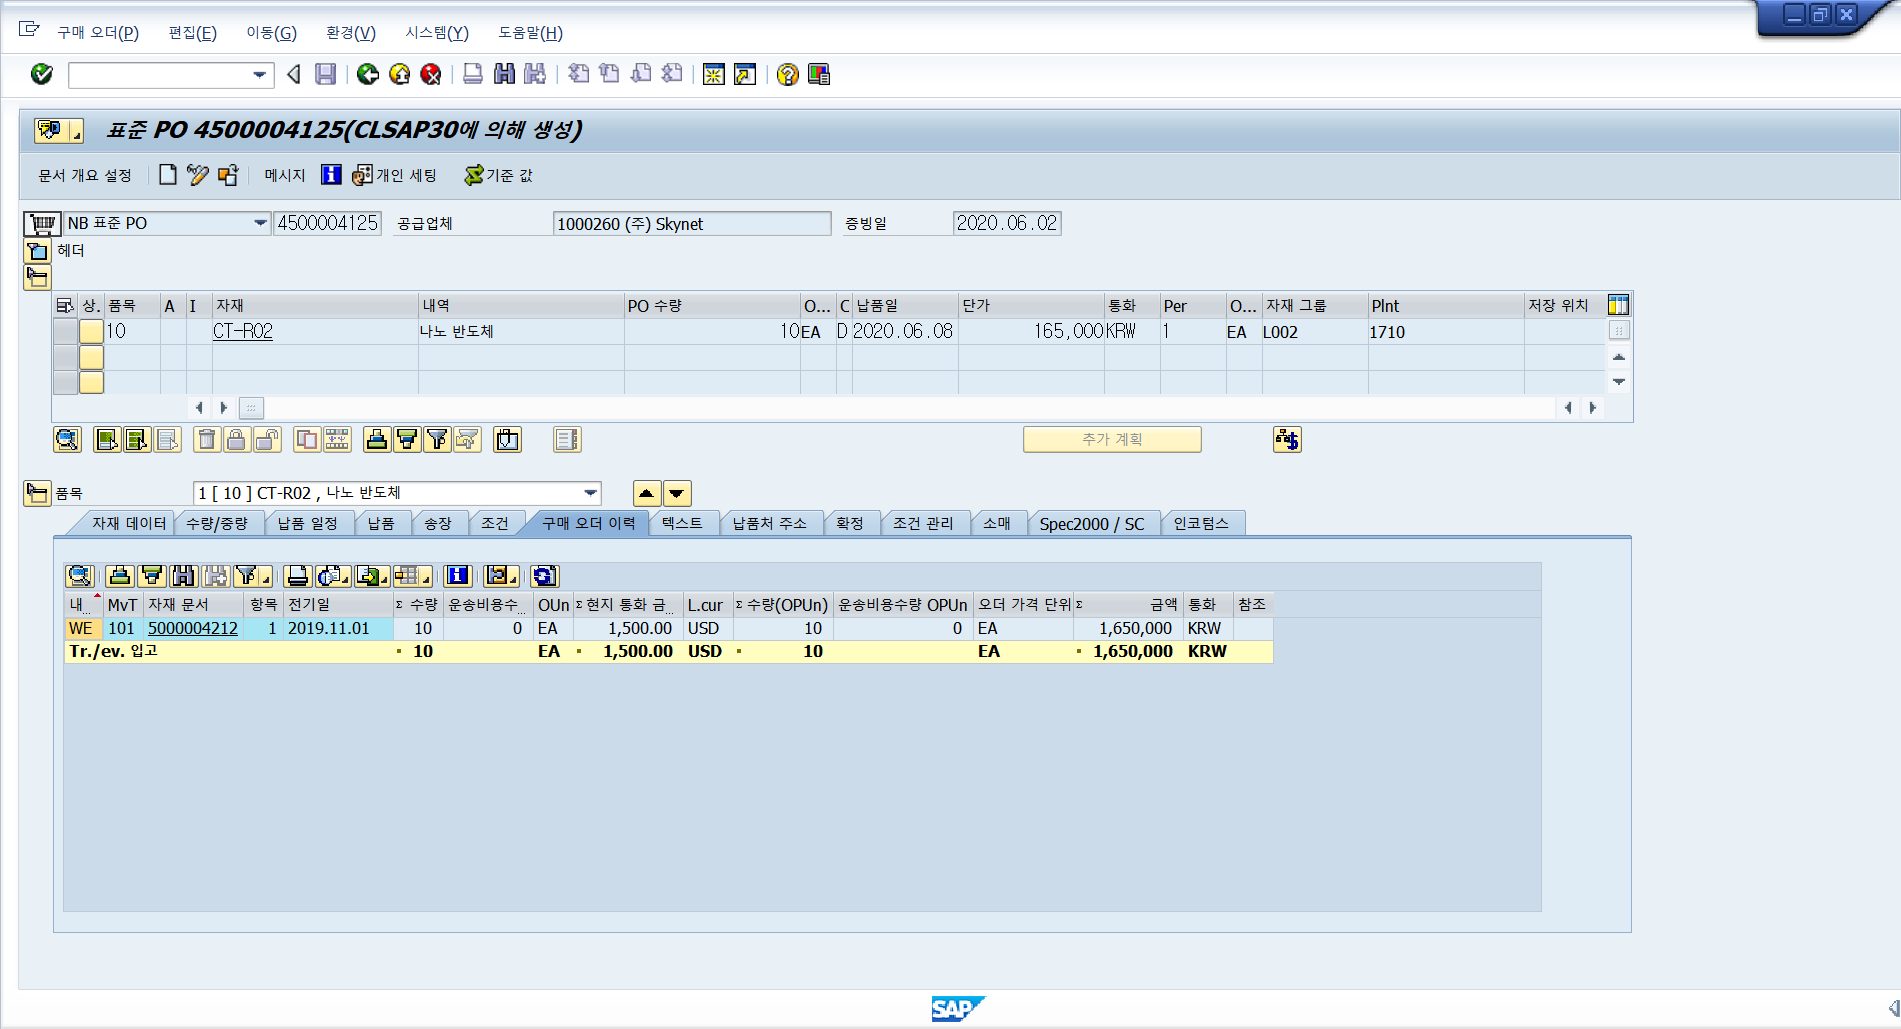 구매 오더(P) 편집(E) 이동(G) 환경(V) 시스템(Y) 도움말(H)
표준 PO 4500004125(CLSAP30에 의해 생성)
문서 개요 설정 메시지 개인 세팅 기준 값
NB 표준 PO 4500004125 공급업체 1000260 (주) Skynet 증빙일 2020.06.02
헤더
상. 품목 A I 자재 내역 PO 수량 O... C 납품일 단가 통화 Per O... 자재 그룹 Plnt 저장 위치
10 CT-R02 나노 반도체 10 EA D 2020.06.08 165,000 KRW 1 EA L002 1710
추가 계획
품목 1 [ 10 ] CT-R02 , 나노 반도체
자재 데이터 수량/중량 납품 일정 납품 송장 조건 구매 오더 이력 텍스트 납품처 주소 확정 조건 관리 소매 Spec2000 / SC 인코텀스
내... MvT 자재 문서 항목 전기일 Σ 수량 운송비용수... OUn Σ 현지 통화 금... L.cur Σ 수량(OPUn) 운송비용수량 OPUn 오더 가격 단위 Σ 금액 통화 참조
WE 101 5000004212 1 2019.11.01 10 0 EA 1,500.00 USD 10 0 EA 1,650,000 KRW
Tr./ev. 입고 ▪ 10 EA ▪ 1,500.00 USD ▪ 10 EA ▪ 1,650,000 KRW
SAP